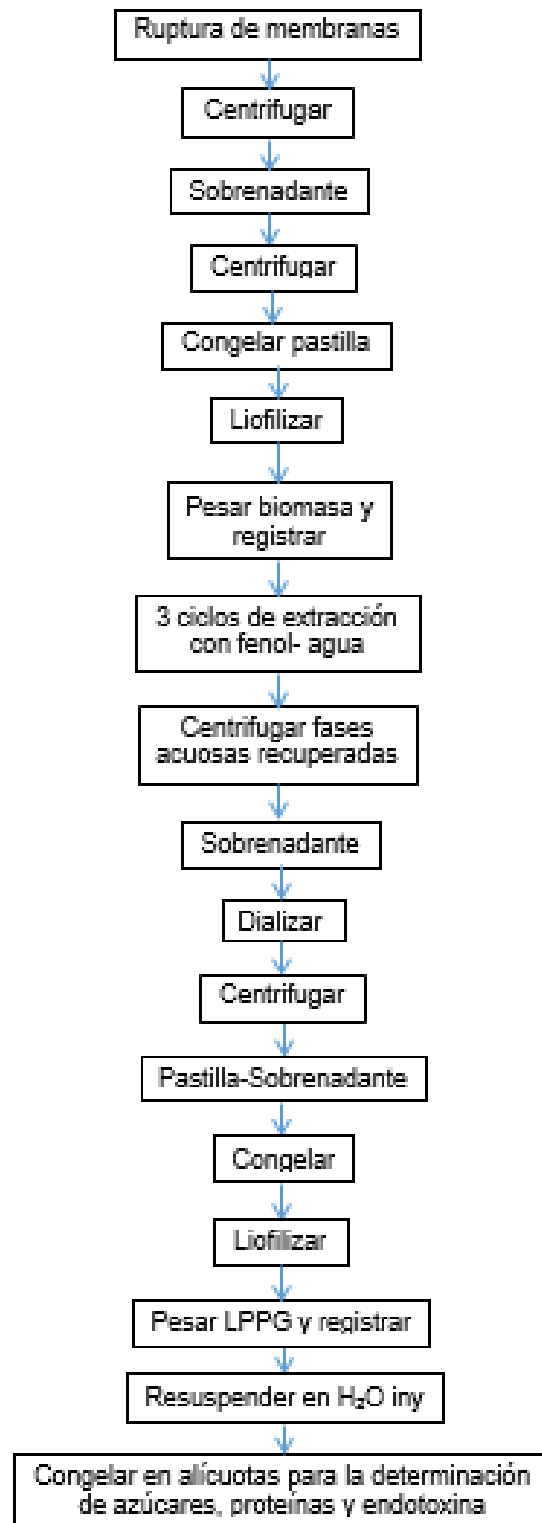 Ruptura de membranas
Centrifugar
Sobrenadante
Centrifugar
Congelar pastilla
Liofilizar
Pesar biomasa y
registrar
3 ciclos de extracción
con fenol- agua
Centrifugar fases
acuosas recuperadas
Sobrenadante
Dializar
Centrifugar
Pastilla-Sobrenadante
Congelar
Liofilizar
Pesar LPPG y registrar
Resuspender en H₂O iny
Congelar en alícuotas para la determinación
de azúcares, proteínas y endotoxina